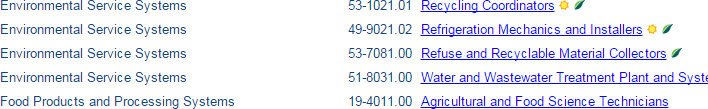 Environmental Service Systems 53-1021.01 Recycling Coordinators
Environmental Service Systems 49-9021.02 Refrigeration Mechanics and Installers
Environmental Service Systems 53-7081.00 Refuse and Recyclable Material Collectors
Environmental Service Systems 51-8031.00 Water and Wastewater Treatment Plant and Syste
Food Products and Processing Systems 19-4011.00 Agricultural and Food Science Technicians